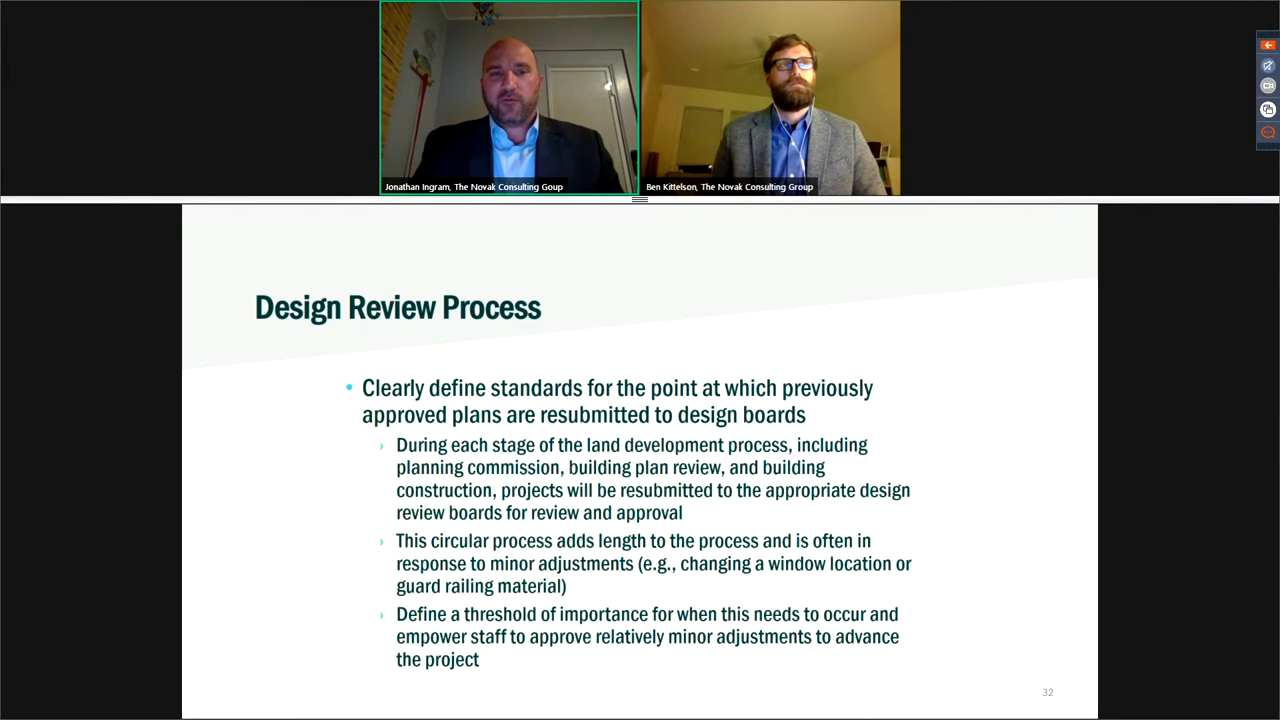 Jonathan Ingram, The Novak Consulting Goup
Ben Kittelson, The Novak Consulting Group
Design Review Process
• Clearly define standards for the point at which previously
approved plans are resubmitted to design boards
› During each stage of the land development process, including
planning commission, building plan review, and building
construction, projects will be resubmitted to the appropriate design
review boards for review and approval
› This circular process adds length to the process and is often in
response to minor adjustments (e.g., changing a window location or
guard railing material)
› Define a threshold of importance for when this needs to occur and
empower staff to approve relatively minor adjustments to advance
the project
32